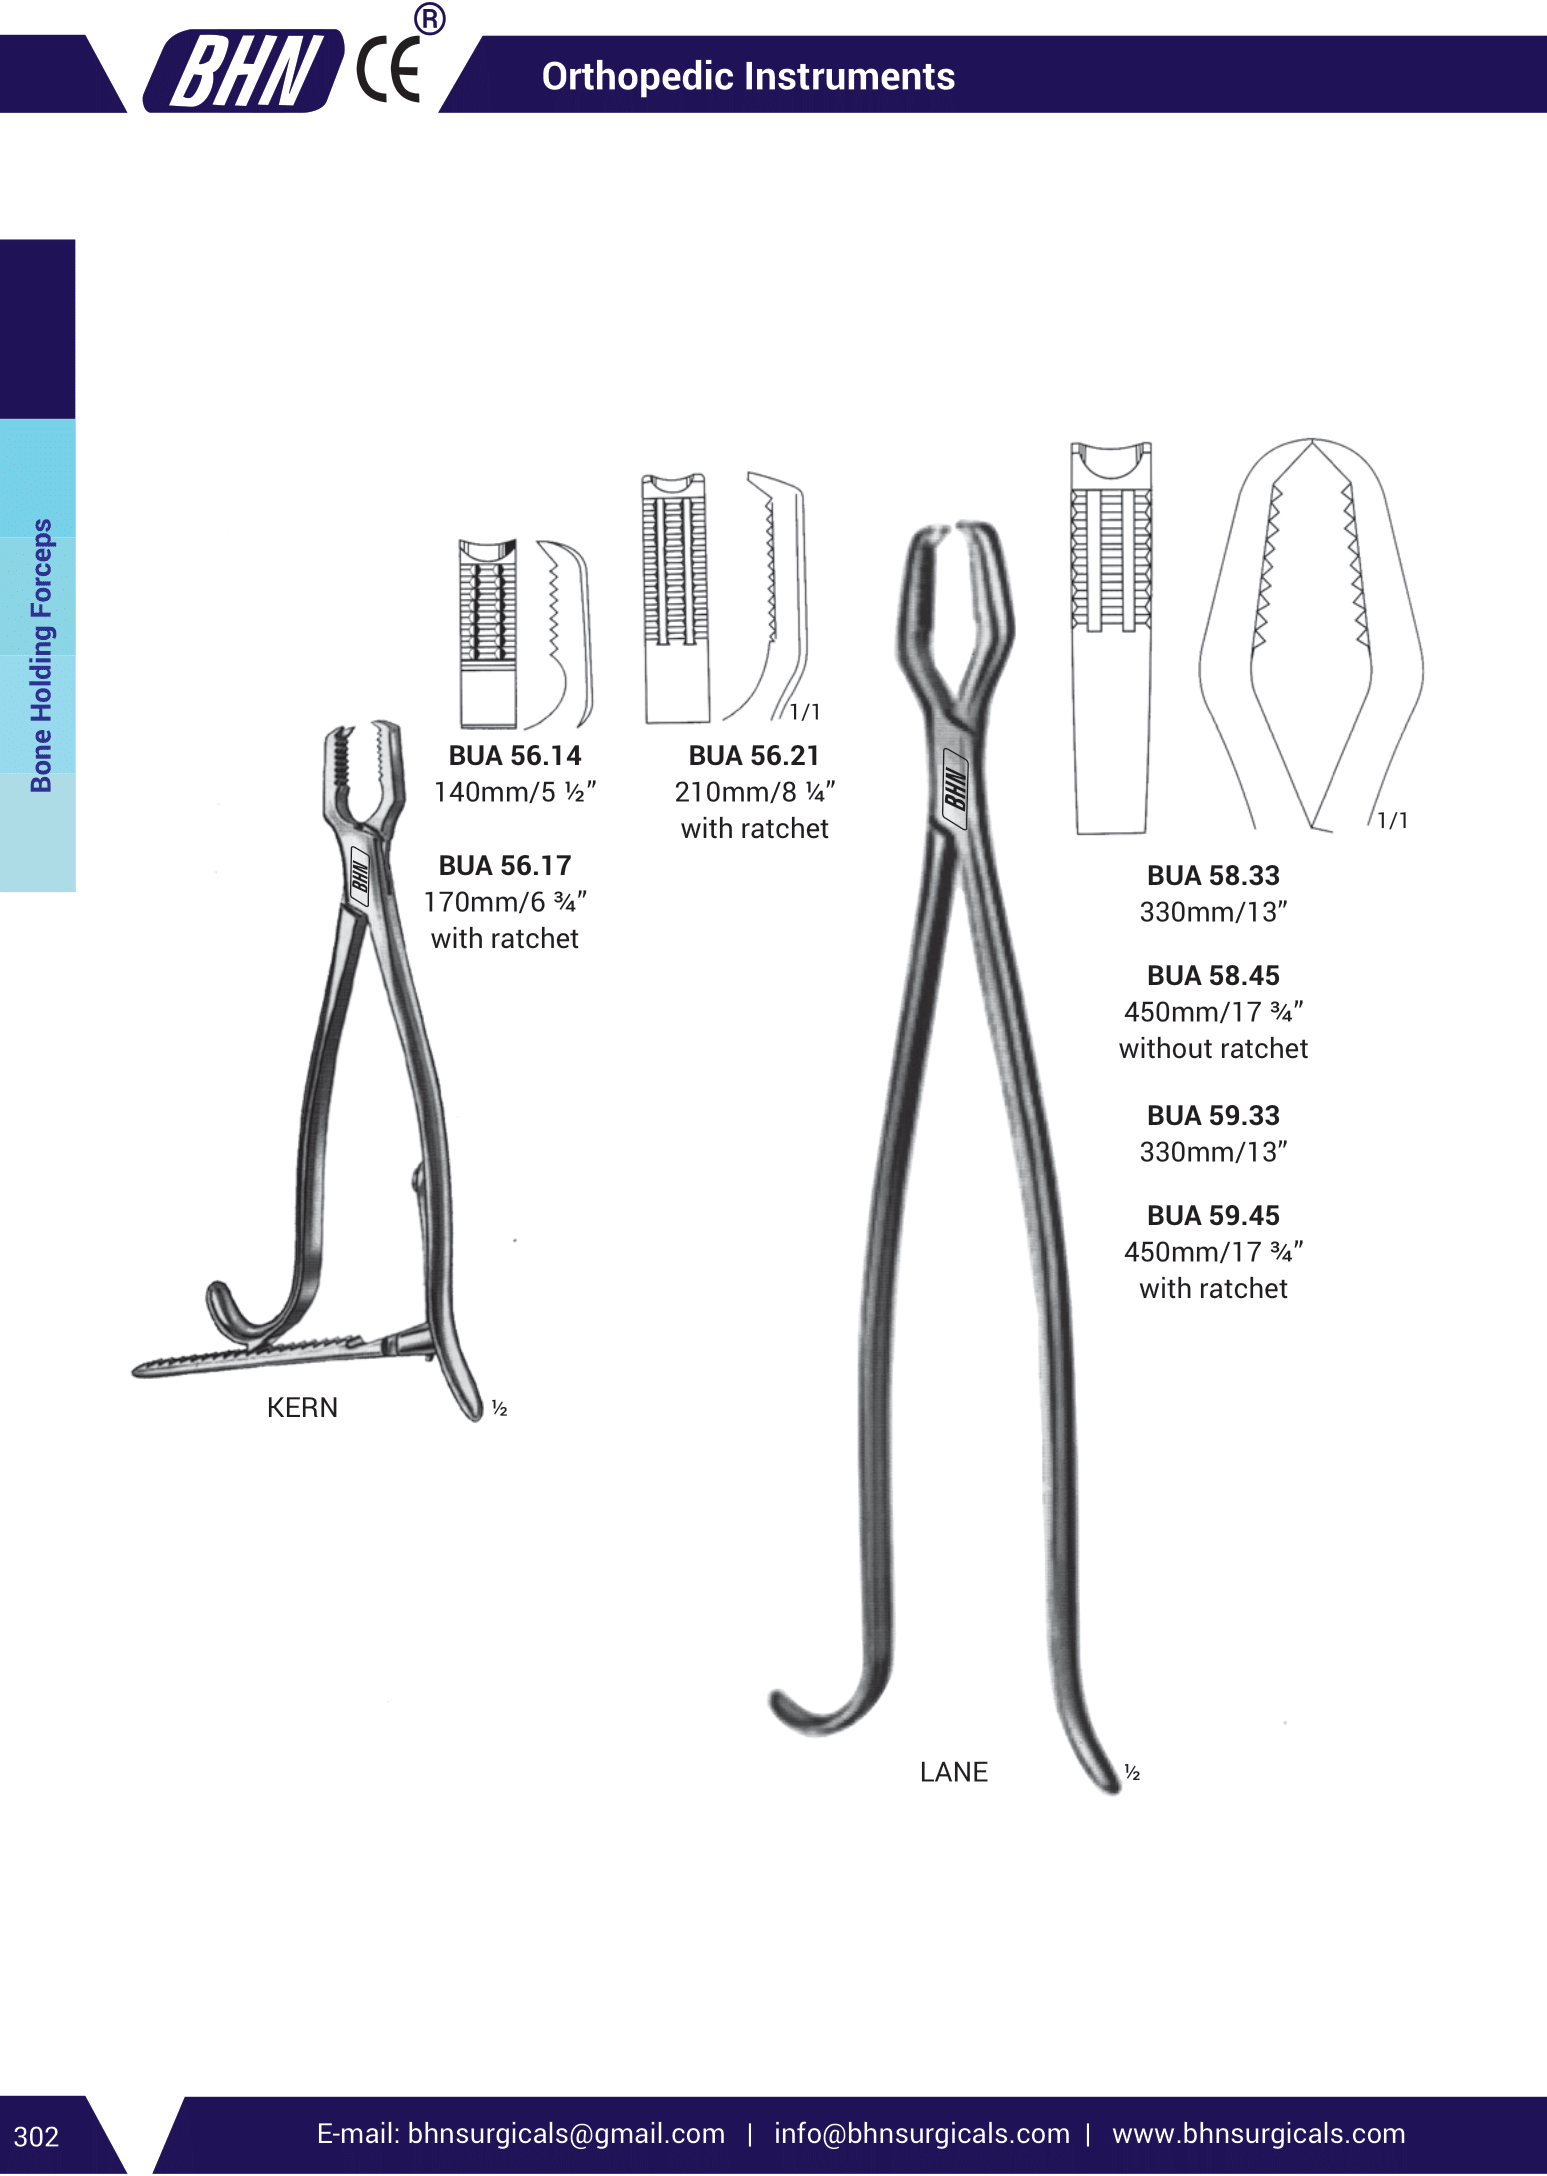 BHN CE ®
Orthopedic Instruments
Bone Holding Forceps
1/1
BUA 56.14
140mm/5 ½”
BUA 56.17
170mm/6 ¾”
with ratchet
BUA 56.21
210mm/8 ¼”
with ratchet
BHN
KERN
½
BHN
1/1
BUA 58.33
330mm/13”
BUA 58.45
450mm/17 ¾”
without ratchet
BUA 59.33
330mm/13”
BUA 59.45
450mm/17 ¾”
with ratchet
LANE
½
302
E-mail: bhnsurgicals@gmail.com | info@bhnsurgicals.com | www.bhnsurgicals.com